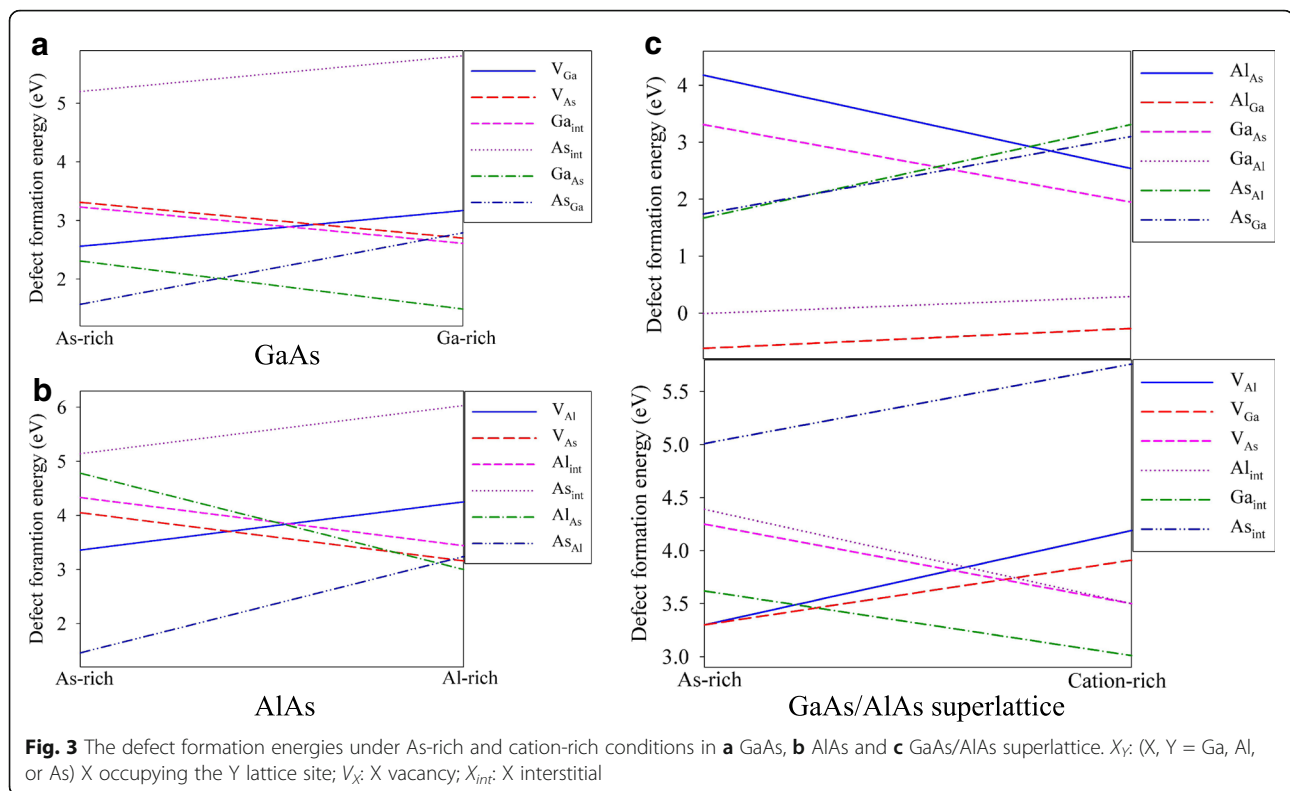 a
Defect formation energy (eV)
5
3
2
As-rich
Ga-rich
GaAs
V_Ga
V_As
Ga_int
As_int
Ga_As
As_Ga
b
Defect foramtion energy (eV)
6
5
4
3
2
As-rich
Al-rich
AlAs
V_Al
V_As
Al_int
As_int
Al_As
As_Al
c
Defect formation energy (eV)
4
3
2
0
Al_As
Al_Ga
Ga_As
Ga_Al
As_Al
As_Ga
Defect formation energy (eV)
5.5
5.0
4.0
3.5
3.0
As-rich
Cation-rich
GaAs/AlAs superlattice
V_Al
V_Ga
V_As
Al_int
Ga_int
As_int
Fig. 3 The defect formation energies under As-rich and cation-rich conditions in a GaAs, b AlAs and c GaAs/AlAs superlattice. X_Y: (X, Y = Ga, Al,
or As) X occupying the Y lattice site; V_X: X vacancy; X_int: X interstitial